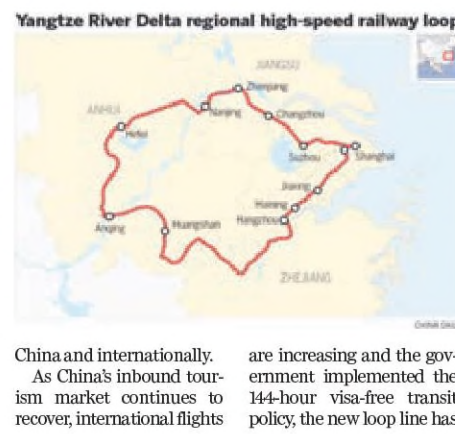 Yangtze River Delta regional high-speed railway loop
JIANGSU
Zhenjiang
ANHUI
Nanjing
Changzhou
Hefei
Suzhou
Shanghai
Jiaxing
Haining
Hangzhou
Anqing
Huangshan
ZHEJIANG
CHINA DAI
China and internationally.
As China's inbound tour-
ism market continues to
recover, international flights
are increasing and the gov-
ernment implemented the
144-hour visa-free transit
policy, the new loop line has